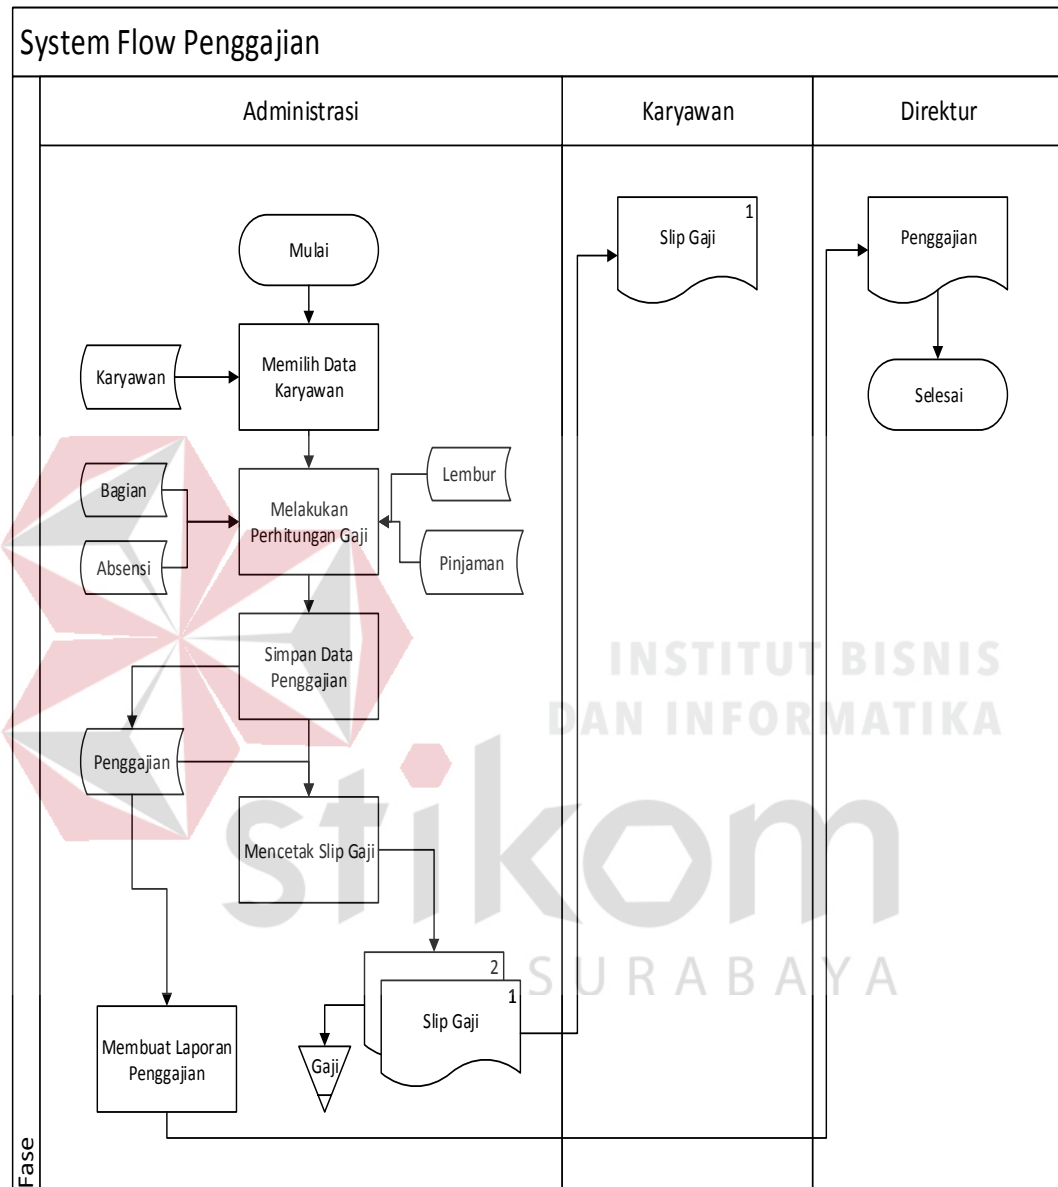 System Flow Penggajian
Administrasi
Karyawan
Direktur
Mulai
1
Slip Gaji
Penggajian
Karyawan
Memilih Data
Karyawan
Selesai
Bagian
Absensi
Melakukan
Perhitungan Gaji
Lembur
Pinjaman
Simpan Data
Penggajian
INSTITUT BISNIS
DAN INFORMATIKA
Penggajian
stikom
SURABAYA
Mencetak Slip Gaji
2
1
Slip Gaji
Gaji
Membuat Laporan
Penggajian
Fase